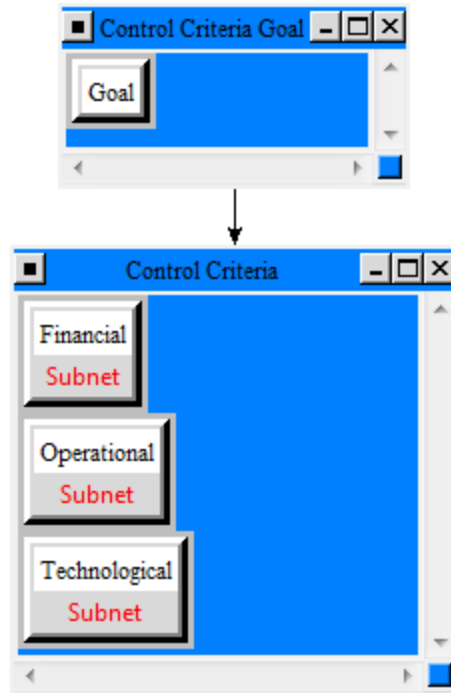 Control Criteria Goal
Goal
Control Criteria
Financial
Subnet
Operational
Subnet
Technological
Subnet